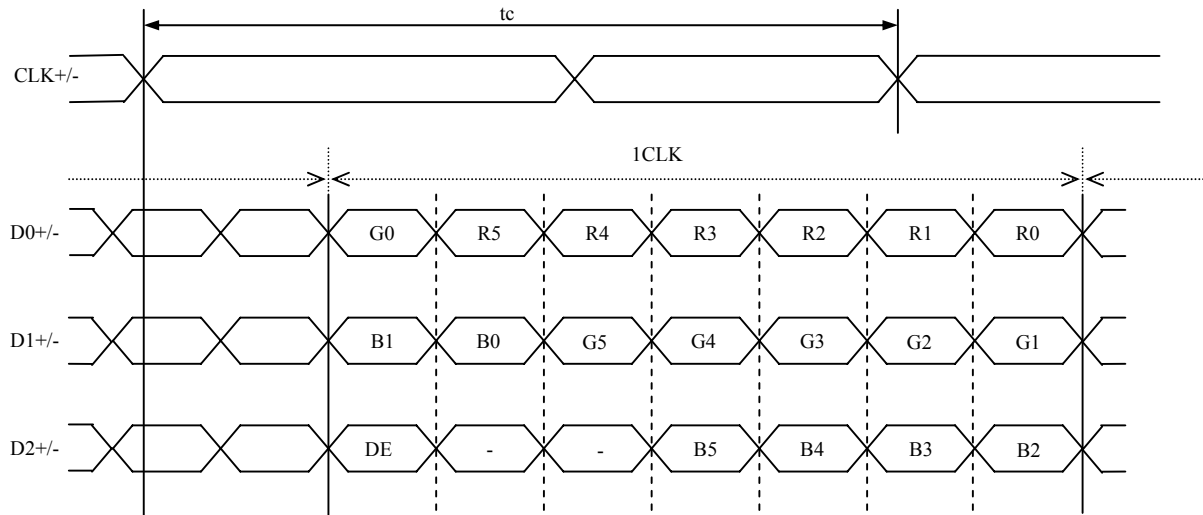 tc
CLK+/-
1CLK
D0+/- G0 R5 R4 R3 R2 R1 R0
D1+/- B1 B0 G5 G4 G3 G2 G1
D2+/- DE - - B5 B4 B3 B2